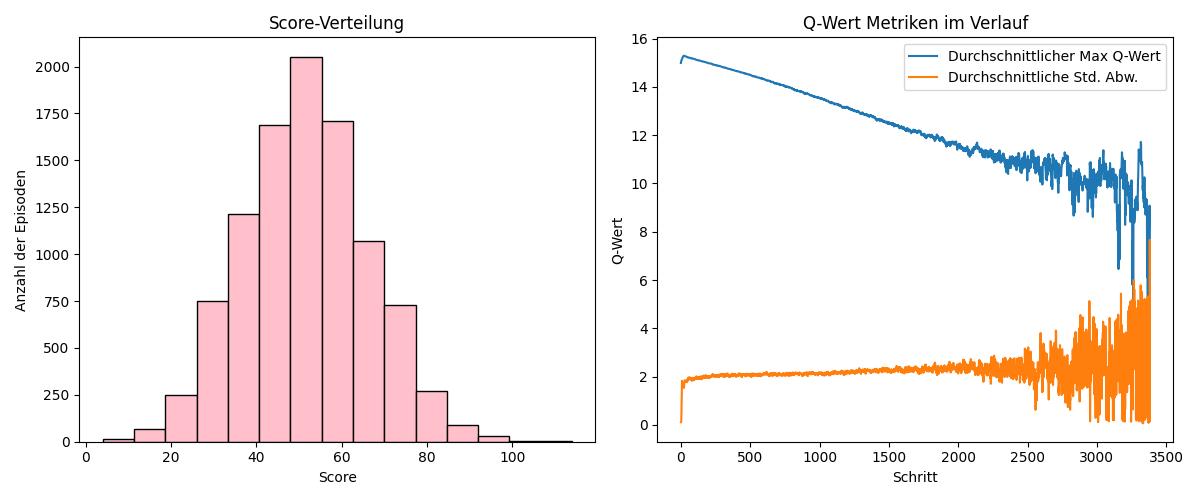 Score-Verteilung
Anzahl der Episoden
2000
1750
1500
1250
1000
750
500
250
0
0 20 40 60 80 100
Score
Q-Wert Metriken im Verlauf
Durchschnittlicher Max Q-Wert
Durchschnittliche Std. Abw.
Q-Wert
16
14
12
10
8
6
4
2
0
0 500 1000 1500 2000 2500 3000 3500
Schritt